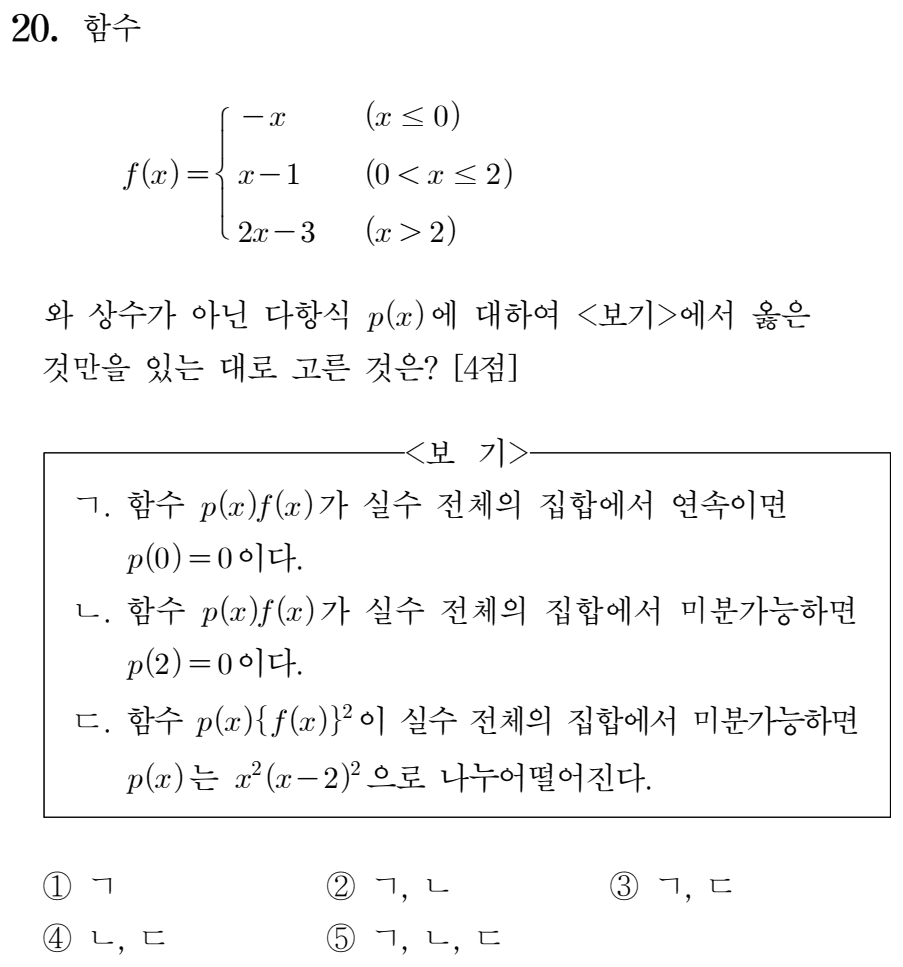 20. 함수
f(x)={ -x (x ≤ 0)
x-1 (0 < x ≤ 2)
2x-3 (x > 2)
와 상수가 아닌 다항식 p(x)에 대하여 <보기>에서 옳은
것만을 있는 대로 고른 것은? [4점]
<보 기>
ㄱ. 함수 p(x)f(x)가 실수 전체의 집합에서 연속이면
p(0)=0이다.
ㄴ. 함수 p(x)f(x)가 실수 전체의 집합에서 미분가능하면
p(2)=0이다.
ㄷ. 함수 p(x){f(x)}²이 실수 전체의 집합에서 미분가능하면
p(x)는 x²(x-2)²으로 나누어떨어진다.
① ㄱ ② ㄱ, ㄴ ③ ㄱ, ㄷ
④ ㄴ, ㄷ ⑤ ㄱ, ㄴ, ㄷ